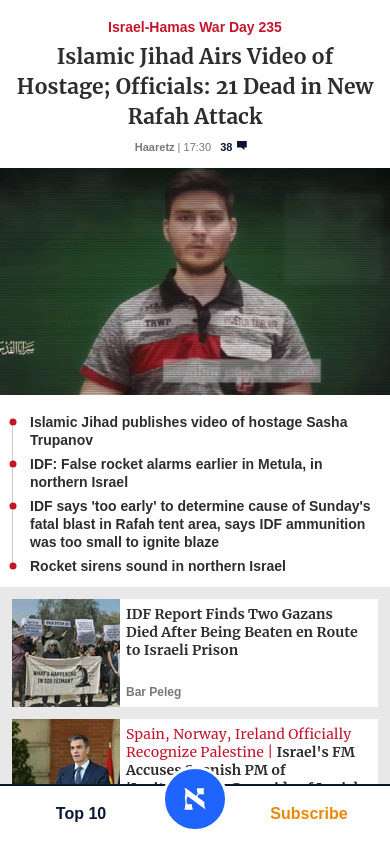 Israel-Hamas War Day 235
Islamic Jihad Airs Video of
Hostage; Officials: 21 Dead in New
Rafah Attack
Haaretz | 17:30 38
Islamic Jihad publishes video of hostage Sasha
Trupanov
IDF: False rocket alarms earlier in Metula, in
northern Israel
IDF says 'too early' to determine cause of Sunday's
fatal blast in Rafah tent area, says IDF ammunition
was too small to ignite blaze
Rocket sirens sound in northern Israel
WHAT'S HAPPENING
IDF Report Finds Two Gazans
Died After Being Beaten en Route
to Israeli Prison
Bar Peleg
Spain, Norway, Ireland Officially
Recognize Palestine | Israel's FM
Accuses Spanish PM of
Top 10
Subscribe